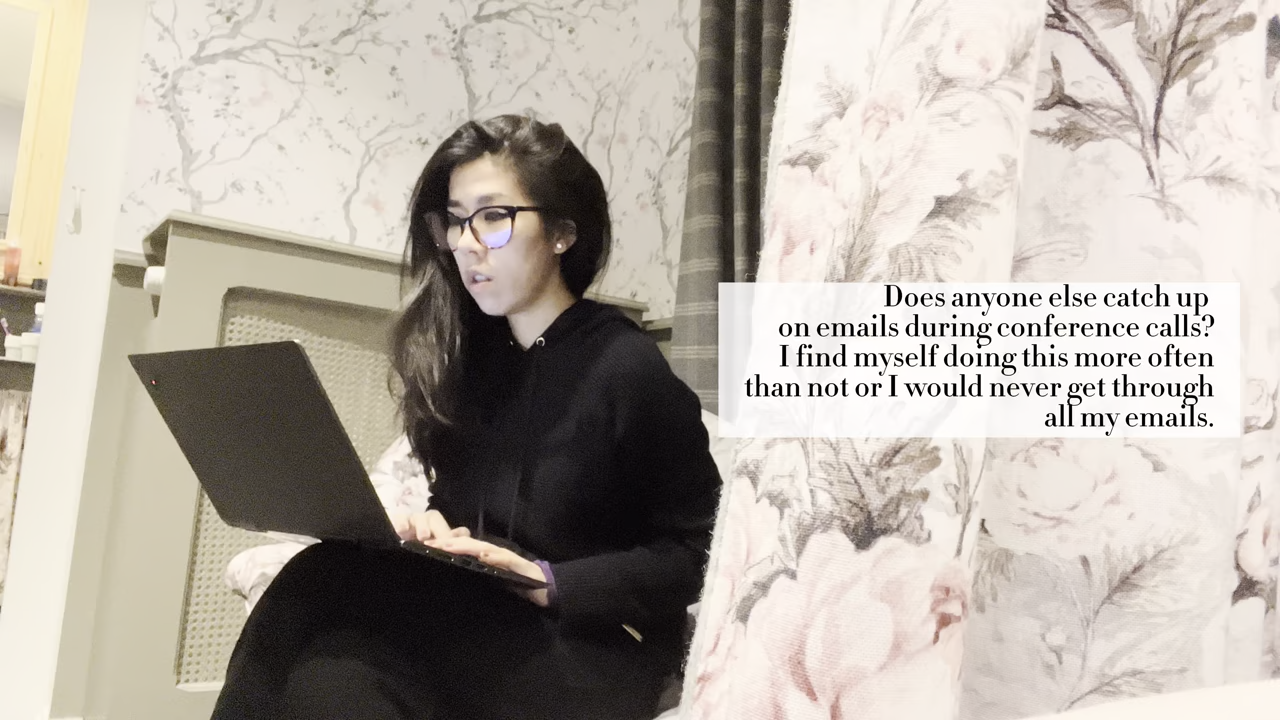 Does anyone else catch up
on emails during conference calls?
I find myself doing this more often
than not or I would never get through
all my emails.